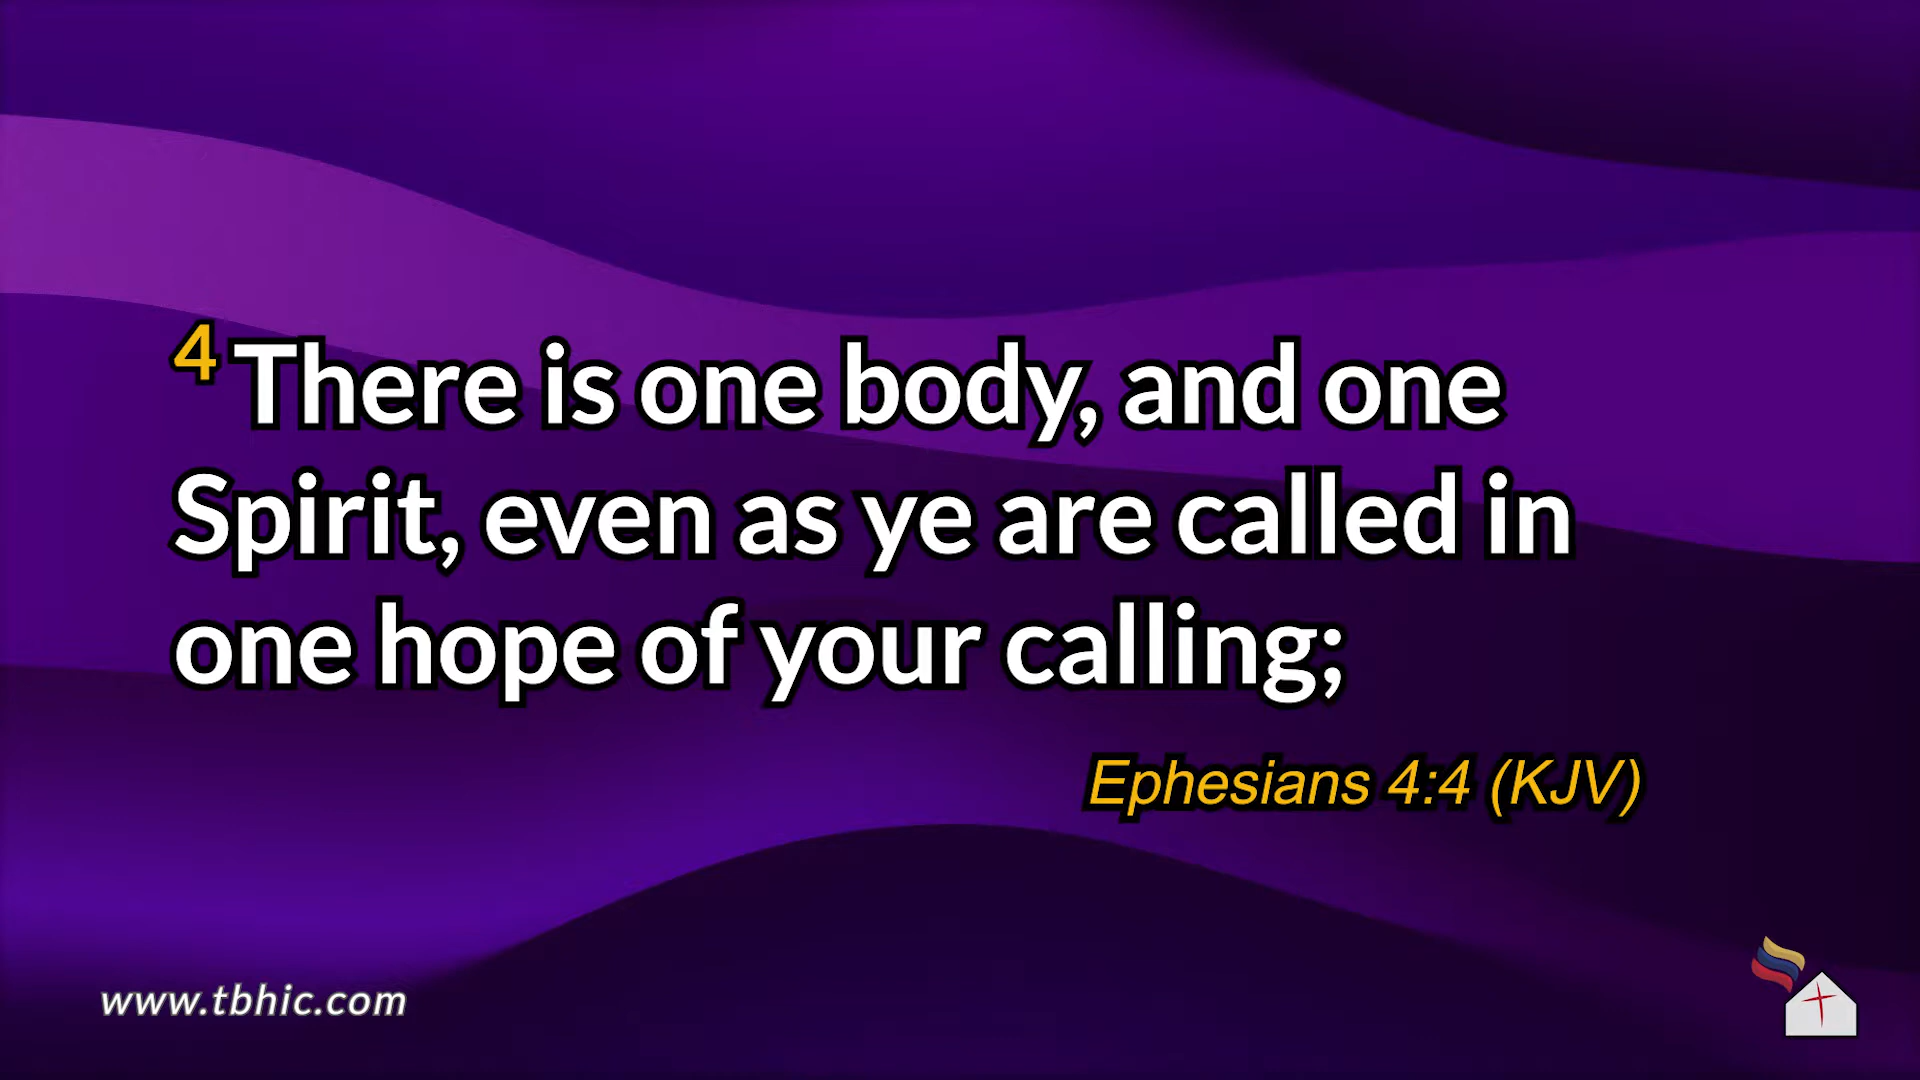 4 There is one body, and one
Spirit, even as ye are called in
one hope of your calling;
Ephesians 4:4 (KJV)
www.tbhic.com